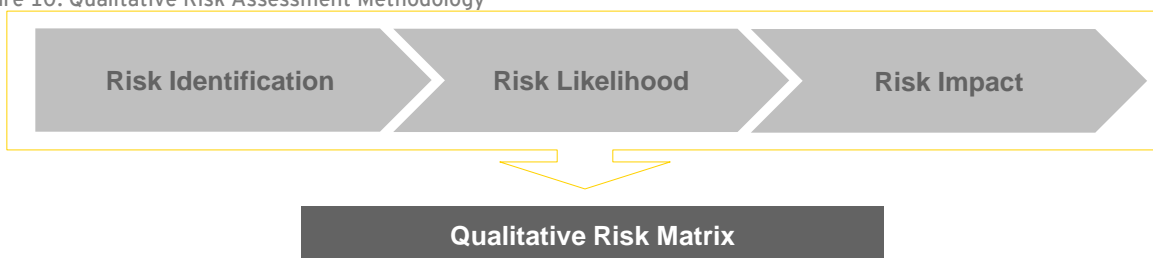 re 10: Qualitative Risk Assessment Methodology
Risk Identification
Risk Likelihood
Risk Impact
Qualitative Risk Matrix